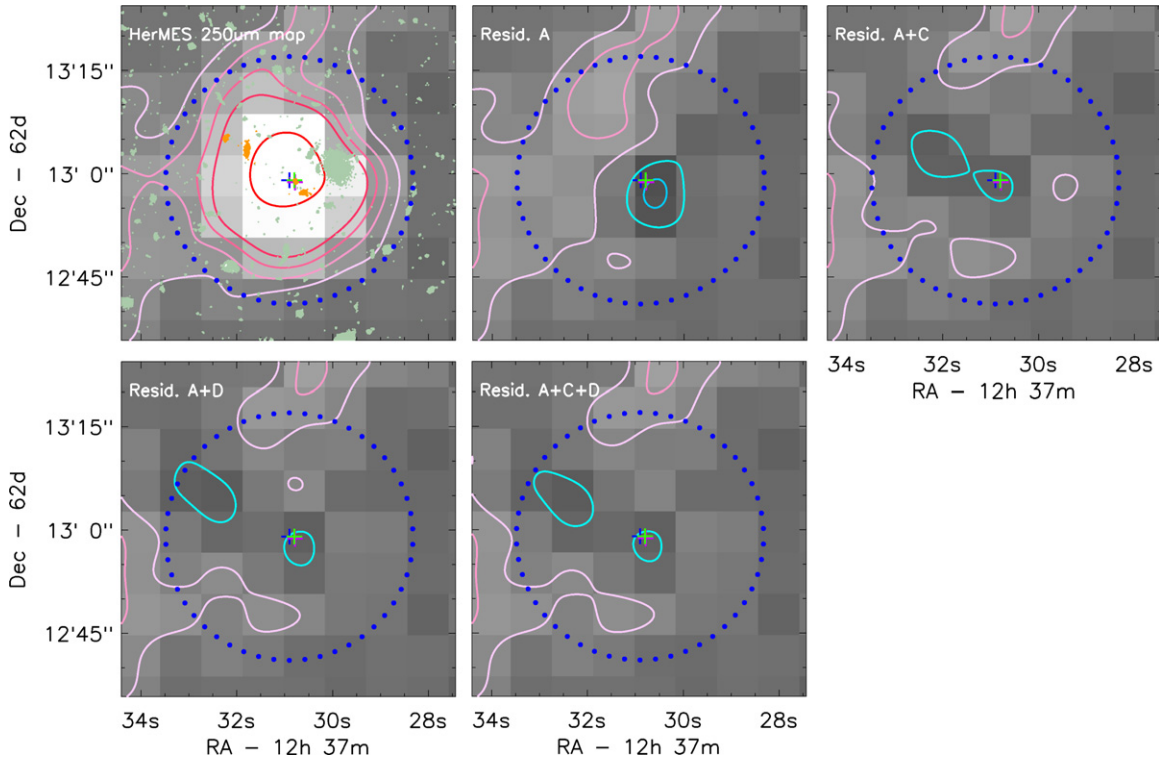 HerMES 250um map
Resid. A
Resid. A+C
13'15''
13' 0''
12'45''
Dec – 62d
34s 32s 30s 28s
RA – 12h 37m
Resid. A+D
Resid. A+C+D
13'15''
13' 0''
12'45''
Dec – 62d
34s 32s 30s 28s
34s 32s 30s 28s
RA – 12h 37m
RA – 12h 37m